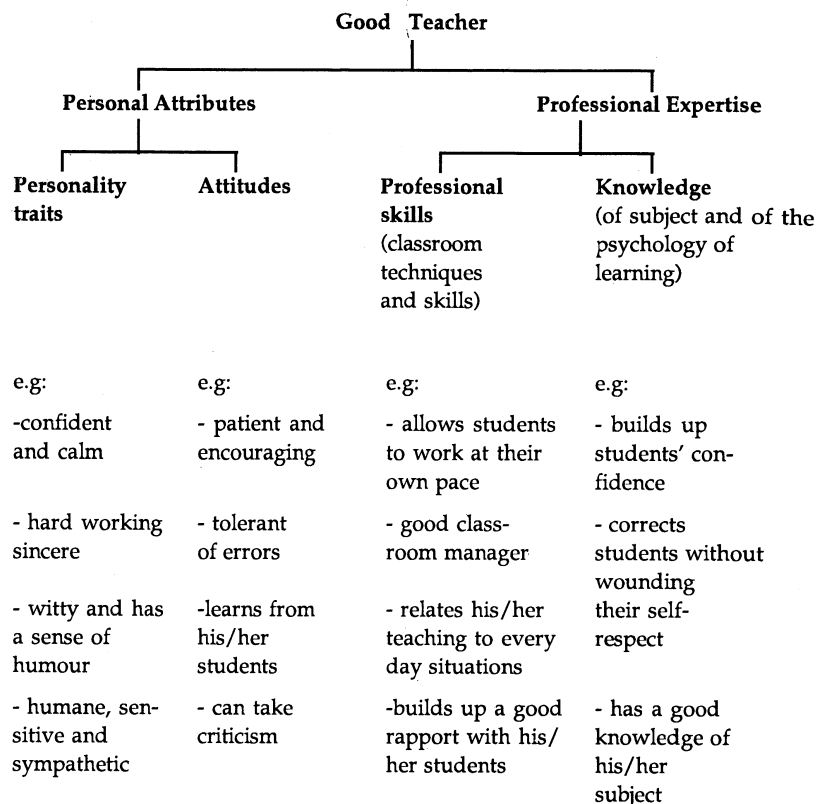 Good Teacher
Personal Attributes
Professional Expertise
Personality
traits
Attitudes
Professional
skills
(classroom
techniques
and skills)
Knowledge
(of subject and of the
psychology of
learning)
e.g:
-confident
and calm
- hard working
sincere
- witty and has
a sense of
humour
- humane, sen-
sitive and
sympathetic
e.g:
- patient and
encouraging
- tolerant
of errors
-learns from
his/her
students
- can take
criticism
e.g:
- allows students
to work at their
own pace
- good class-
room manager
- relates his/her
teaching to every
day situations
-builds up a good
rapport with his/
her students
e.g:
- builds up
students' con-
fidence
- corrects
students without
wounding
their self-
respect
- has a good
knowledge of
his/her
subject